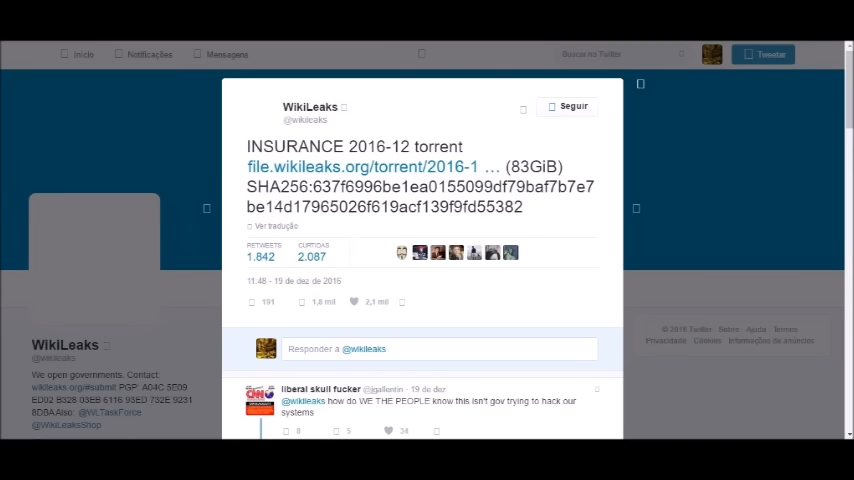 Início Notificações Mensagens Buscar no Twitter Tweetar
WikiLeaks
@wikileaks
Seguir
INSURANCE 2016-12 torrent
file.wikileaks.org/torrent/2016-1 … (83GiB)
SHA256:637f6996be1ea0155099df79baf7b7e7
be14d17965026f619acf139f9fd55382
Ver tradução
RETWEETS CURTIDAS
1.842 2.087
11:48 - 19 de dez de 2016
191 1,8 mil 2,1 mil
Responder a @wikileaks
liberal skull fucker @jgallentin · 19 de dez
@wikileaks how do WE THE PEOPLE know this isn't gov trying to hack our
systems
8 5 34
WikiLeaks
@wikileaks
We open governments. Contact:
wikileaks.org/#submit PGP: A04C 5E09
ED02 B328 03EB 6116 93ED 732E 9231
8DBAAlso: @WLTaskForce
@WikiLeaksShop
© 2016 Twitter Sobre Ajuda Termos
Privacidade Cookies Informações de anúncios
CNN